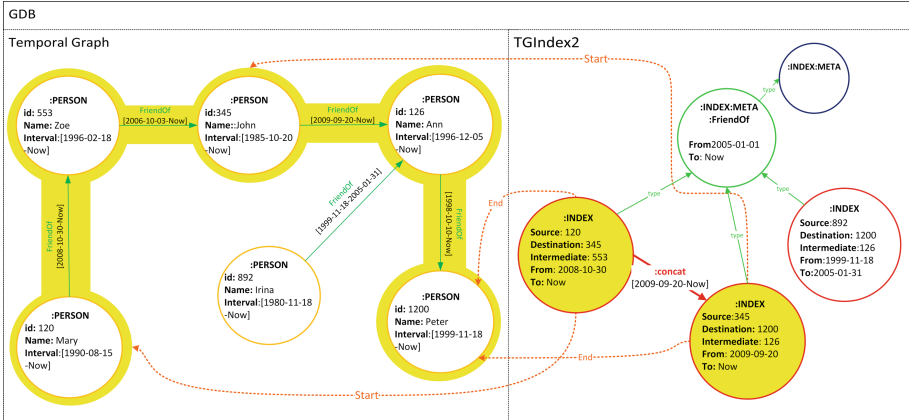 GDB
Temporal Graph
TGIndex2
:PERSON
id: 553
Name: Zoe
Interval:[1996-02-18
-Now]
FriendOf
[2006-10-03-Now]
:PERSON
id:345
Name::John
Interval:[1985-10-20
-Now]
FriendOf
[2009-09-20-Now]
:PERSON
id: 126
Name: Ann
Interval:[1996-12-05
-Now]
FriendOf
[2008-10-30-Now]
FriendOf
[1999-11-18-2005-01-31]
FriendOf
[1998-10-10-Now]
:PERSON
id: 892
Name: Irina
Interval:[1980-11-18
-Now]
:PERSON
id: 1200
Name: Peter
Interval:[1999-11-18
-Now]
:PERSON
id: 120
Name: Mary
Interval:[1990-08-15
-Now]
Start
Start
End
End
:INDEX:META
type
:INDEX:META
:FriendOf
From2005-01-01
To: Now
type
type
type
:INDEX
Source: 120
Destination: 345
Intermediate: 553
From: 2008-10-30
To: Now
:concat
[2009-09-20-Now]
:INDEX
Source:892
Destination: 1200
Intermediate:126
From:1999-11-18
To:2005-01-31
:INDEX
Source:345
Destination: 1200
Intermediate: 126
From: 2009-09-20
To: Now